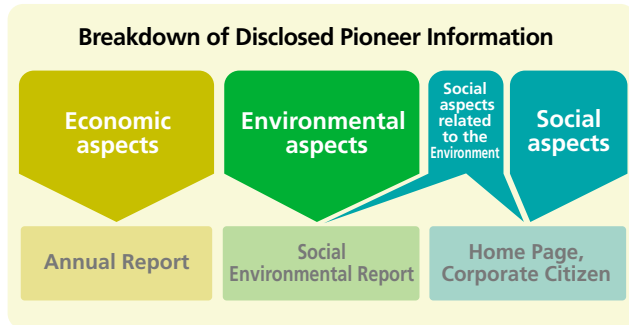 Breakdown of Disclosed Pioneer Information
Economic
aspects
Environmental
aspects
Social
aspects
related
to the
Environment
Social
aspects
Annual Report
Social
Environmental Report
Home Page,
Corporate Citizen